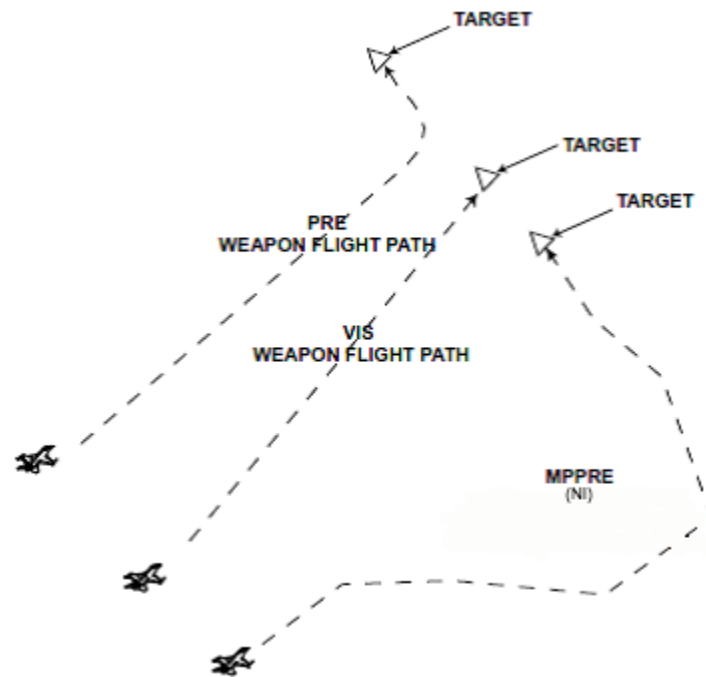 TARGET
TARGET
TARGET
PRE
WEAPON FLIGHT PATH
VIS
WEAPON FLIGHT PATH
MPPRE
(NI)